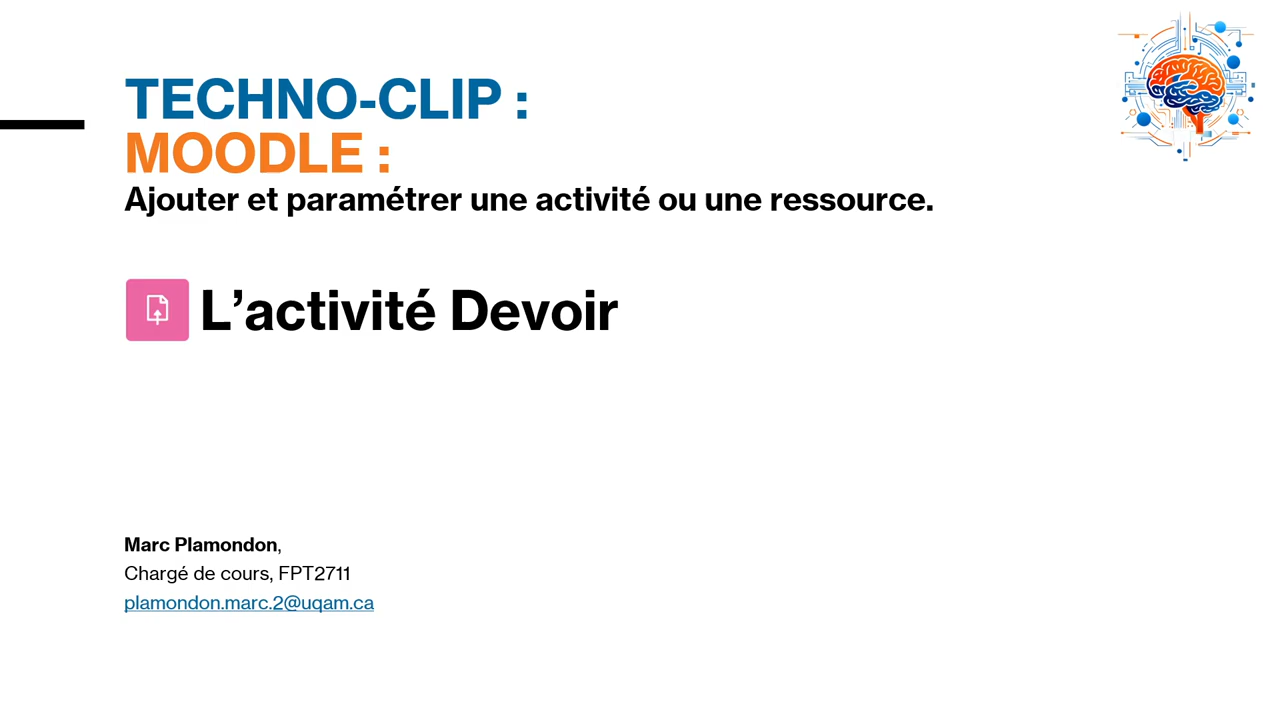 TECHNO-CLIP :
MOODLE :
Ajouter et paramétrer une activité ou une ressource.
L’activité Devoir
Marc Plamondon,
Chargé de cours, FPT2711
plamondon.marc.2@uqam.ca